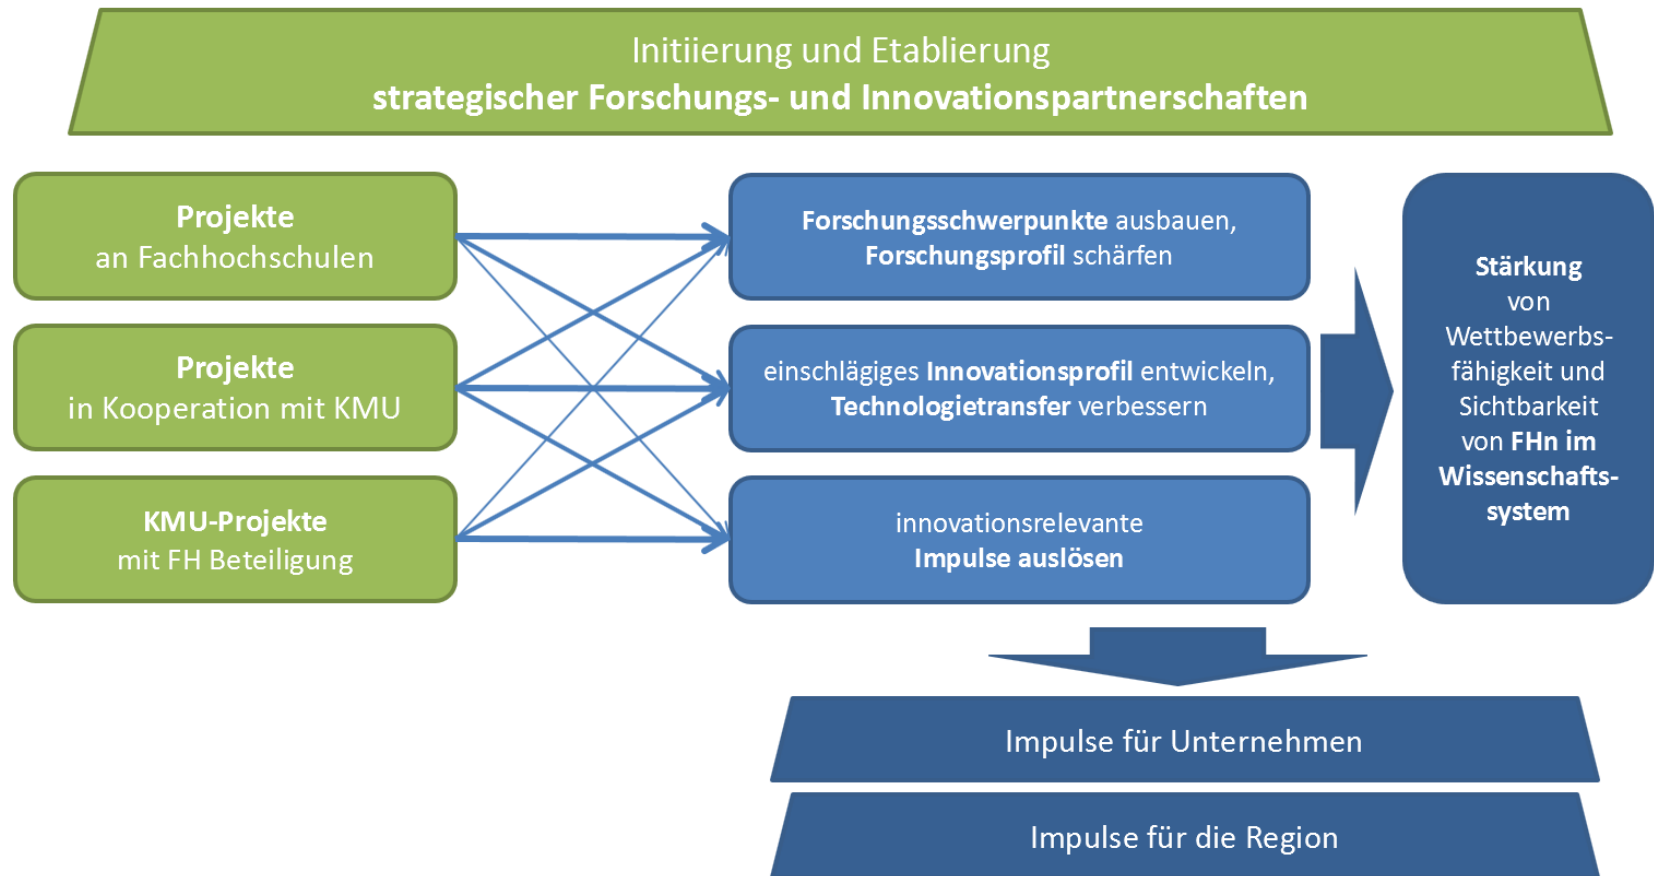 Initiierung und Etablierung
strategischer Forschungs- und Innovationspartnerschaften
Projekte
an Fachhochschulen
Projekte
in Kooperation mit KMU
KMU-Projekte
mit FH Beteiligung
Forschungsschwerpunkte ausbauen,
Forschungsprofil schärfen
einschlägiges Innovationsprofil entwickeln,
Technologietransfer verbessern
innovationsrelevante
Impulse auslösen
Stärkung
von
Wettbewerbs-
fähigkeit und
Sichtbarkeit
von FHn im
Wissenschafts-
system
Impulse für Unternehmen
Impulse für die Region